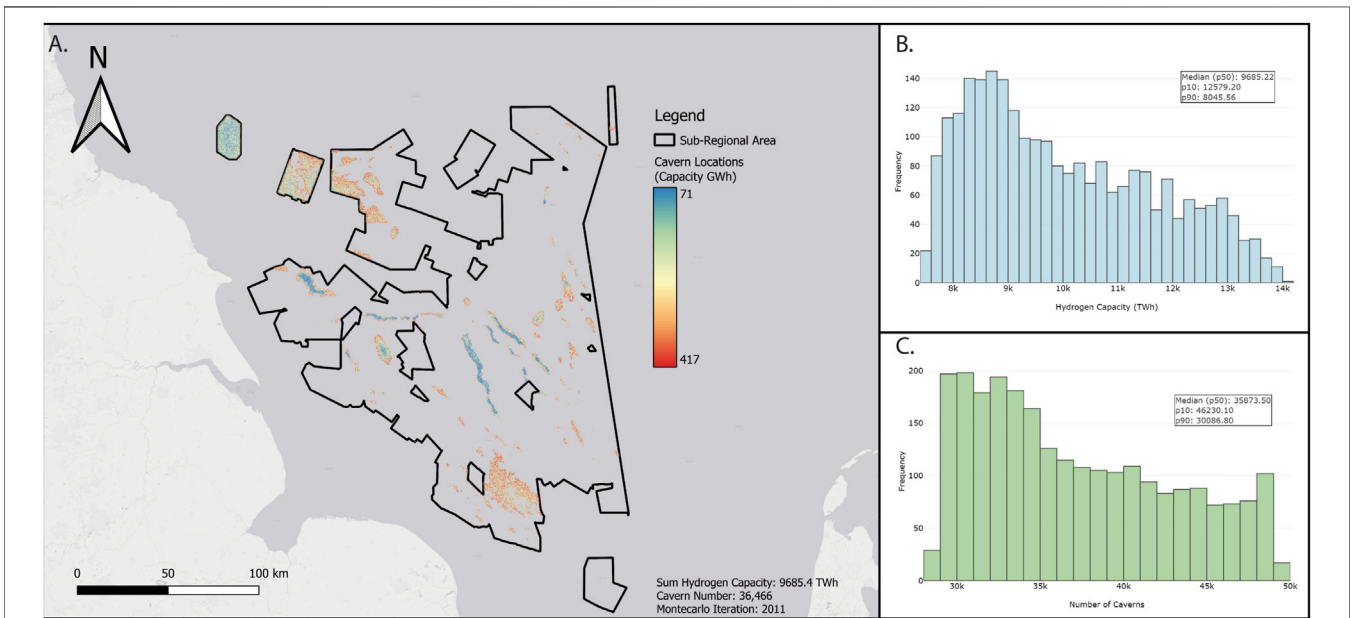 A.
N
Legend
Sub-Regional Area
Cavern Locations
(Capacity GWh)
71
417
0 50 100 km
Sum Hydrogen Capacity: 9685.4 TWh
Cavern Number: 36,466
Montecarlo Iteration: 2011
B.
Median (p50): 9685.22
p10: 12579.20
p90: 8045.56
140
120
100
80
60
40
20
0
Frequency
8k 9k 10k 11k 12k 13k 14k
Hydrogen Capacity (TWh)
C.
Median (p50): 35873.50
p10: 46230.10
p90: 30086.80
200
150
100
50
0
Frequency
30k 35k 40k 45k 50k
Number of Caverns